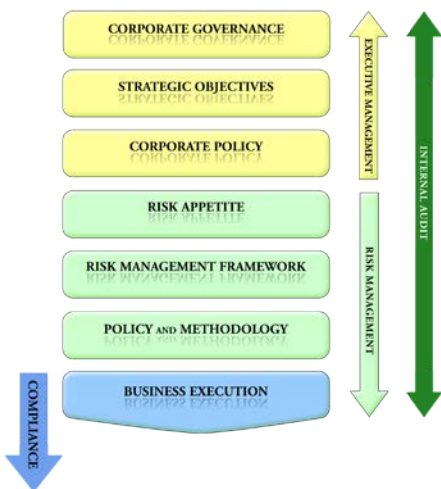 CORPORATE GOVERNANCE
STRATEGIC OBJECTIVES
CORPORATE POLICY
RISK APPETITE
RISK MANAGEMENT FRAMEWORK
POLICY AND METHODOLOGY
BUSINESS EXECUTION
COMPLIANCE
EXECUTIVE MANAGEMENT
RISK MANAGEMENT
INTERNAL AUDIT